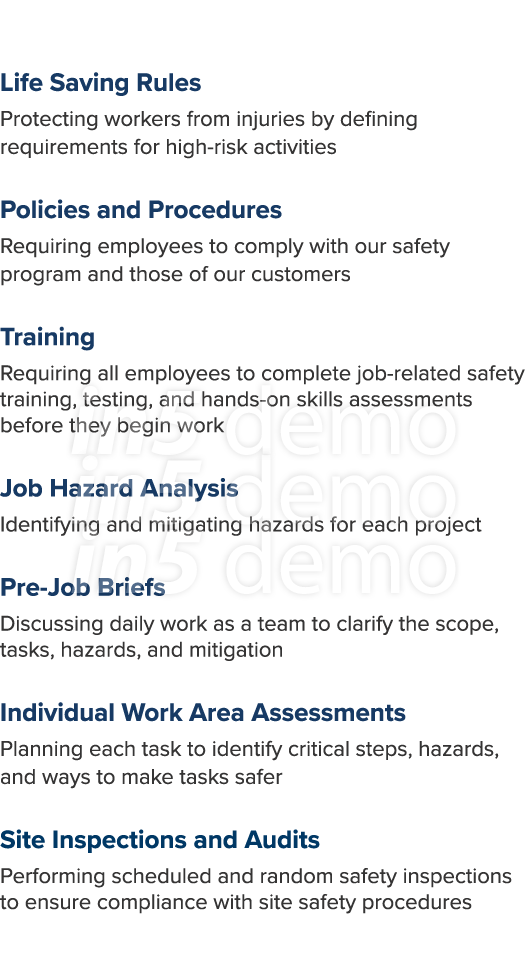 Life Saving Rules
Protecting workers from injuries by defining
requirements for high-risk activities
Policies and Procedures
Requiring employees to comply with our safety
program and those of our customers
Training
Requiring all employees to complete job-related safety
training, testing, and hands-on skills assessments
before they begin work
in5 demo
Job Hazard Analysis
in5 demo
Identifying and mitigating hazards for each project
in5 demo
Pre-Job Briefs
Discussing daily work as a team to clarify the scope,
tasks, hazards, and mitigation
Individual Work Area Assessments
Planning each task to identify critical steps, hazards,
and ways to make tasks safer
Site Inspections and Audits
Performing scheduled and random safety inspections
to ensure compliance with site safety procedures